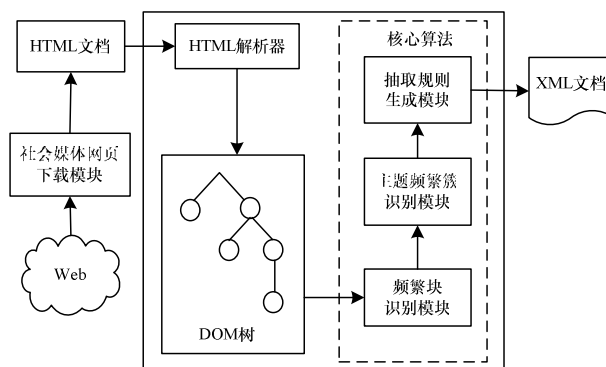 HTML文档
HTML解析器
核心算法
抽取规则
生成模块
XML文档
社会媒体网页
下载模块
主题频繁簇
识别模块
Web
频繁块
识别模块
DOM树